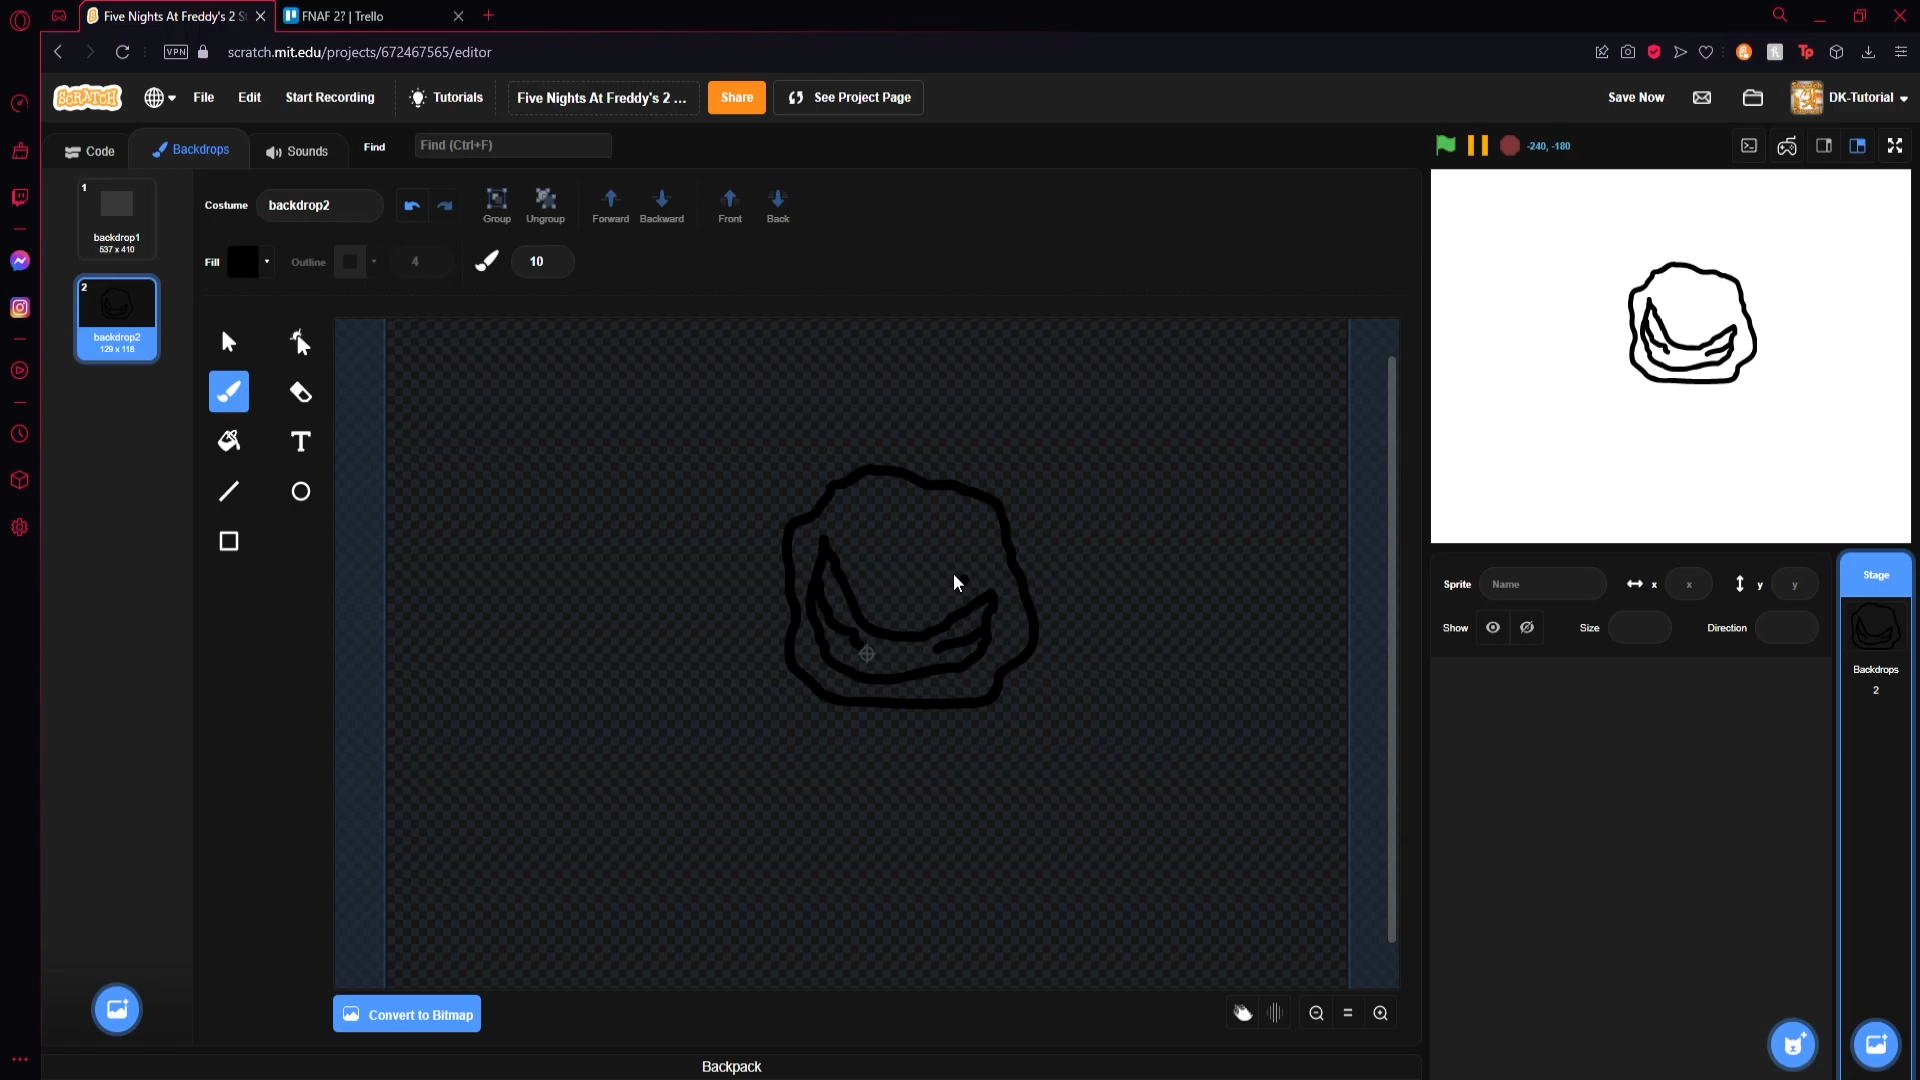 Five Nights At Freddy's 2 S
FNAF 2? | Trello
VPN
scratch.mit.edu/projects/672467565/editor
SCRATCH
File
Edit
Start Recording
Tutorials
Five Nights At Freddy's 2 ...
Share
See Project Page
Save Now
DK-Tutorial
Code
Backdrops
Sounds
Find
Find (Ctrl+F)
-240, -180
1
backdrop1
537 x 410
2
backdrop2
129 x 118
Costume
backdrop2
Group
Ungroup
Forward
Backward
Front
Back
Fill
Outline
4
10
T
Convert to Bitmap
Backpack
Sprite
Name
x
x
y
y
Show
Size
Direction
Stage
Backdrops
2